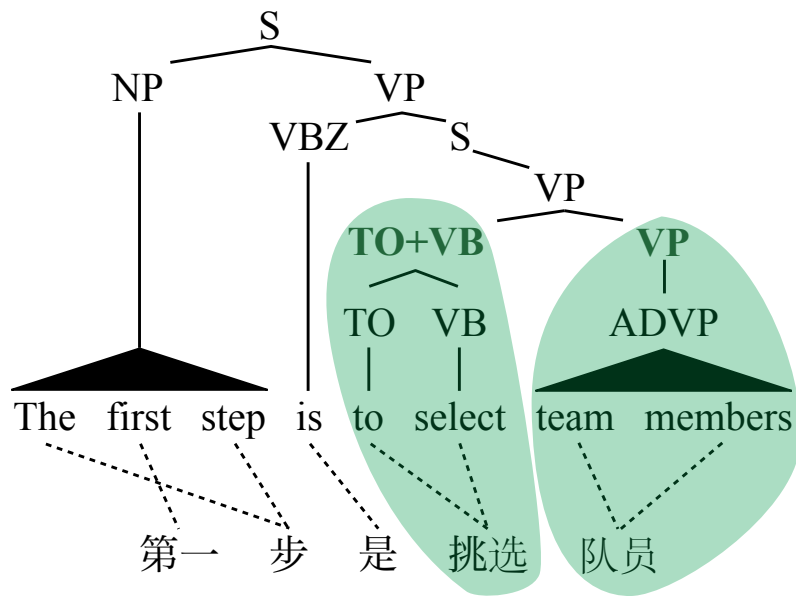 S
NP VP
VBZ S
VP
TO+VB VP
TO VB ADVP
The first step is to select team members
第一 步 是 挑选 队员